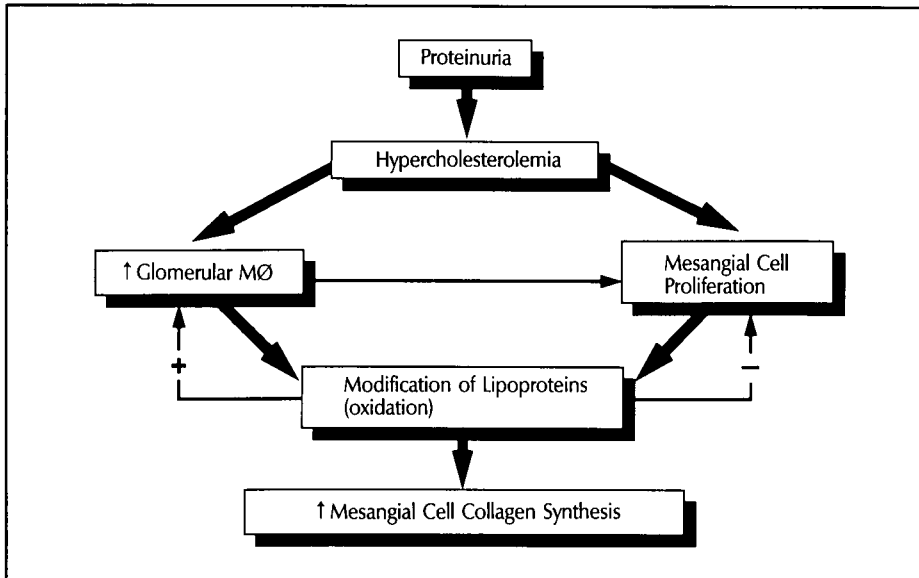 Proteinuria
Hypercholesterolemia
↑ Glomerular MØ
Mesangial Cell
Proliferation
+
−
Modification of Lipoproteins
(oxidation)
↑ Mesangial Cell Collagen Synthesis